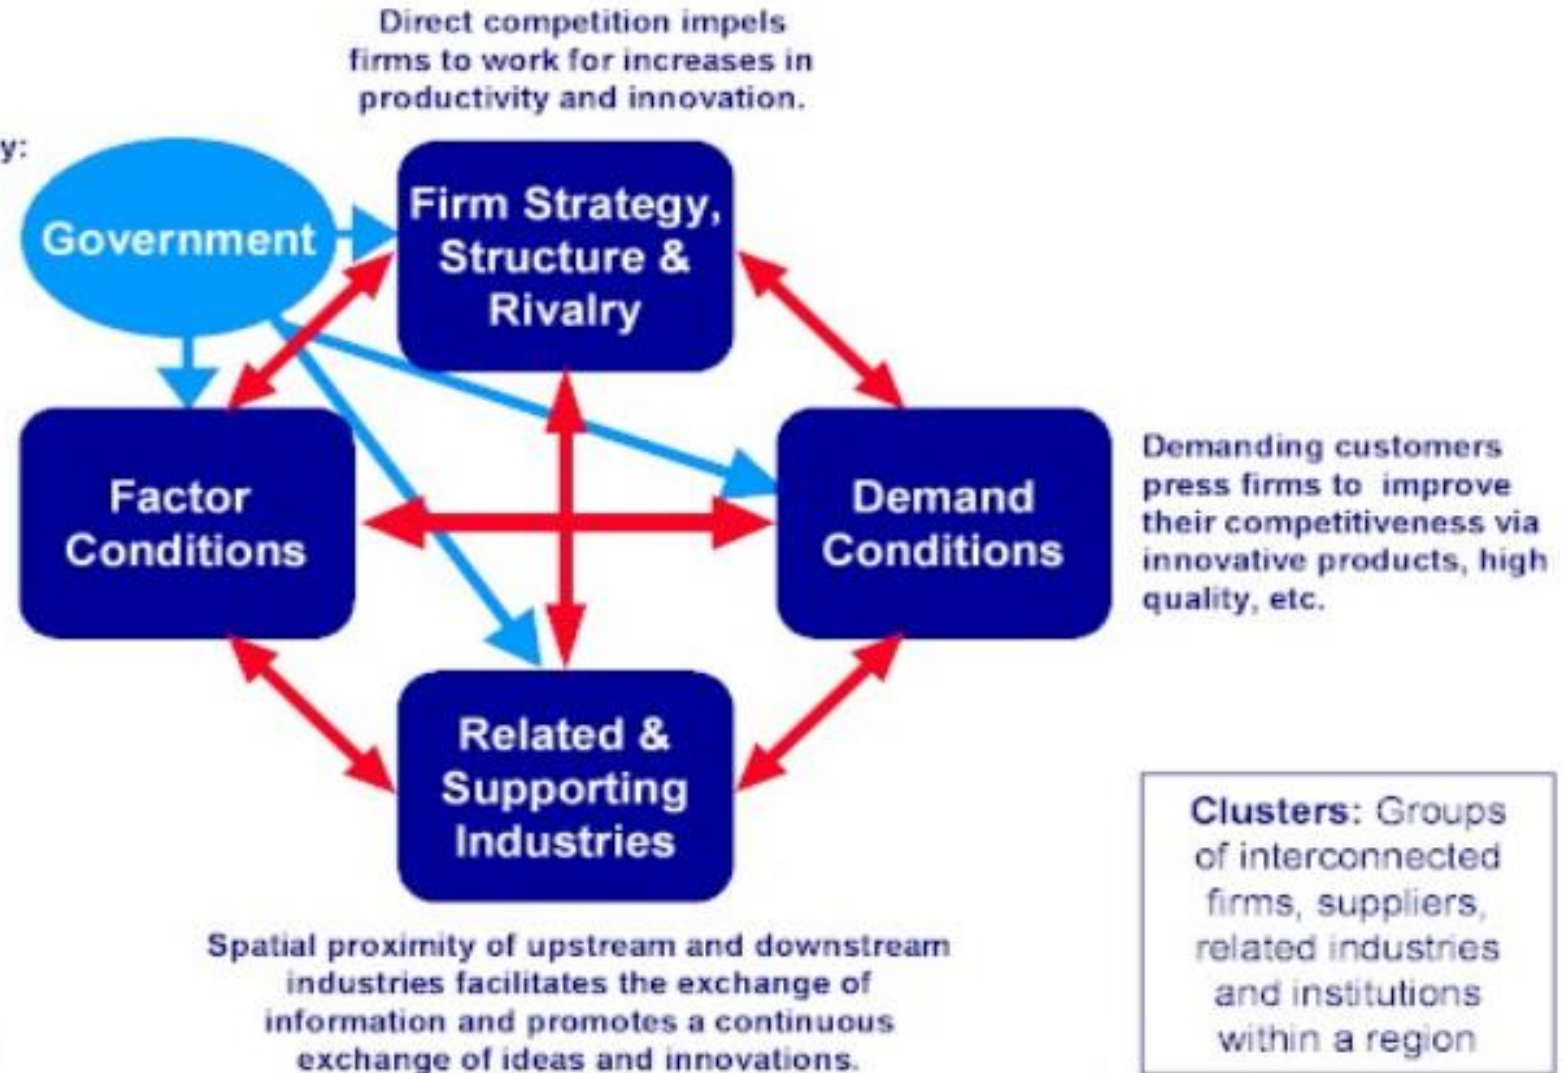 Direct competition impels
firms to work for increases in
productivity and innovation.
y:
Government
Firm Strategy,
Structure &
Rivalry
Factor
Conditions
Demand
Conditions
Demanding customers
press firms to improve
their competitiveness via
innovative products, high
quality, etc.
Related &
Supporting
Industries
Spatial proximity of upstream and downstream
industries facilitates the exchange of
information and promotes a continuous
exchange of ideas and innovations.
Clusters: Groups
of interconnected
firms, suppliers,
related industries
and institutions
within a region